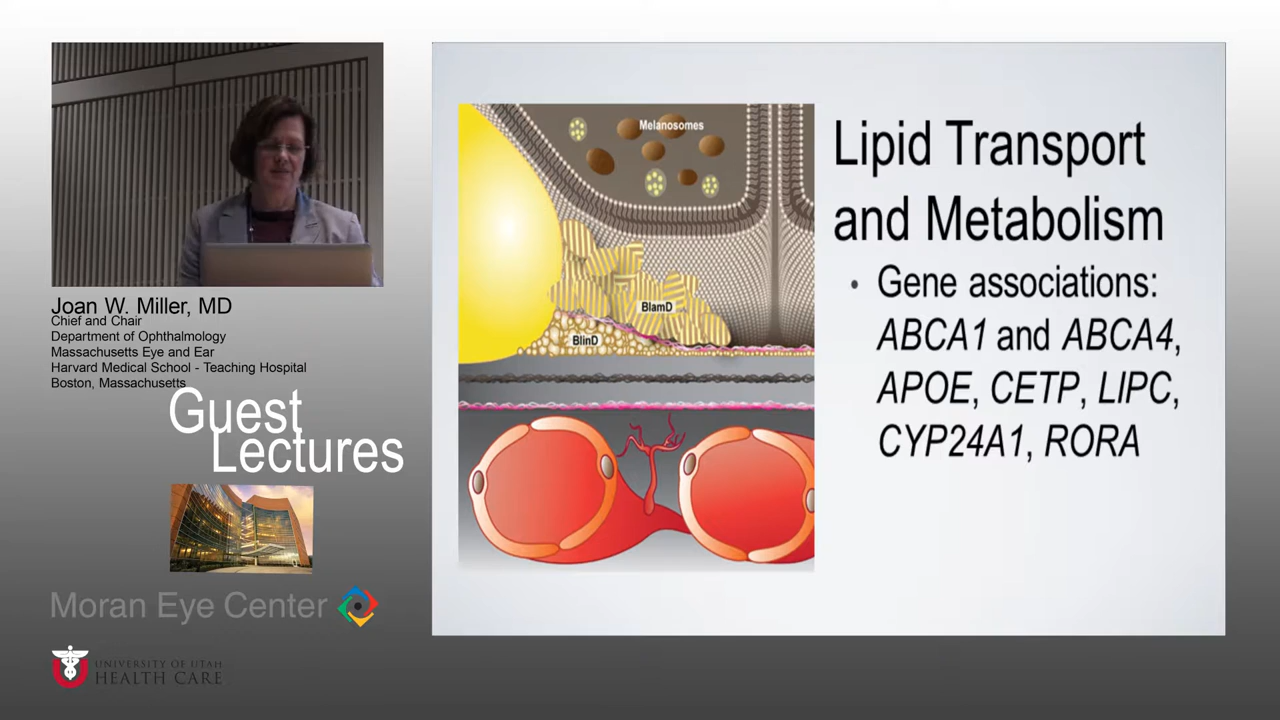 Joan W. Miller, MD
Chief and Chair
Department of Ophthalmology
Massachusetts Eye and Ear
Harvard Medical School - Teaching Hospital
Boston, Massachusetts
Guest
Lectures
Moran Eye Center
UNIVERSITY OF UTAH
HEALTH CARE
Melanosomes
BlamD
BlinD
Lipid Transport
and Metabolism
• Gene associations:
ABCA1 and ABCA4,
APOE, CETP, LIPC,
CYP24A1, RORA